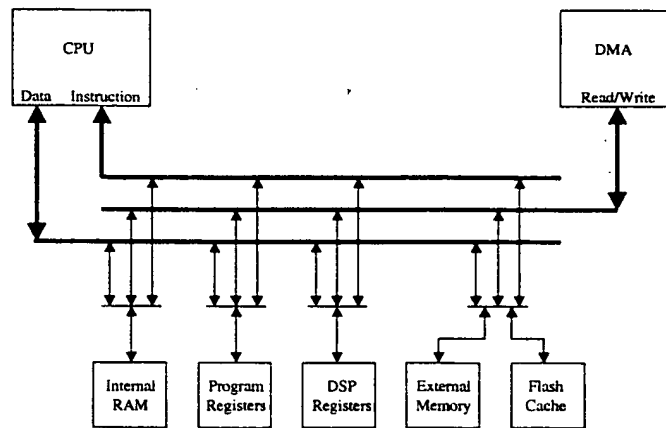 CPU
DMA
Data Instruction
Read/Write
Internal
RAM
Program
Registers
DSP
Registers
External
Memory
Flash
Cache